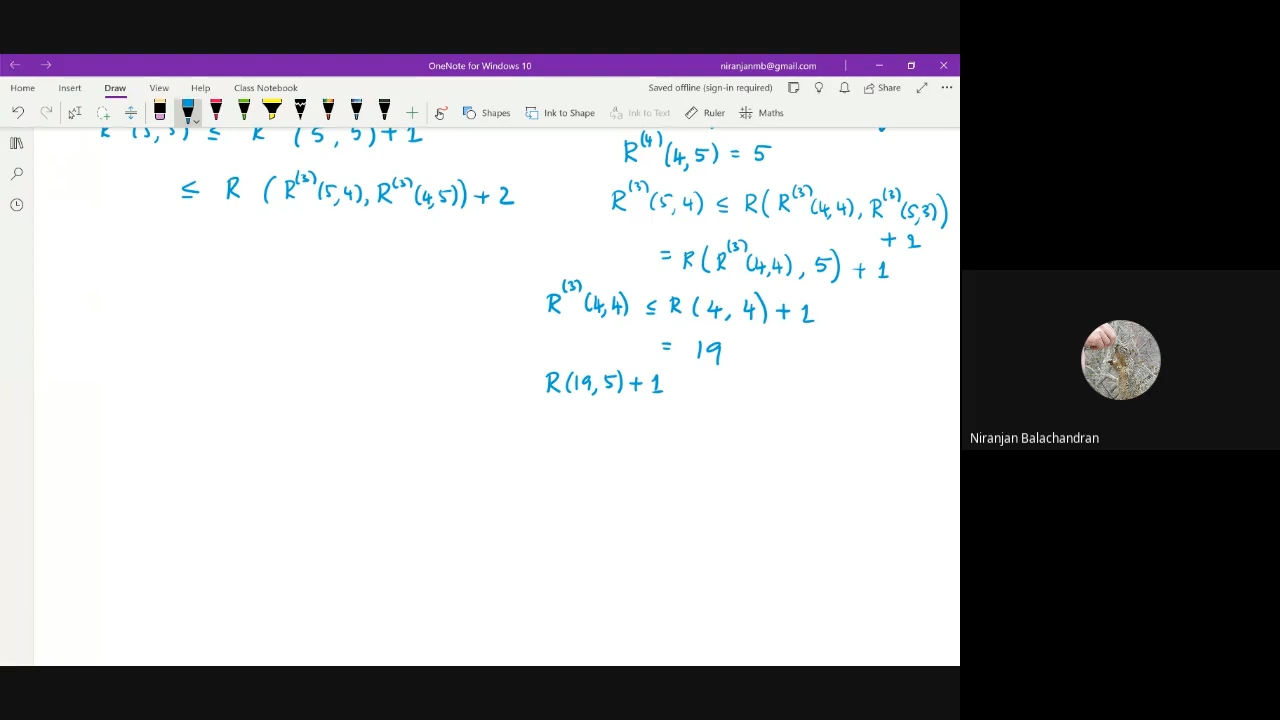 OneNote for Windows 10
niranjanmb@gmail.com
Home Insert Draw View Help Class Notebook
Saved offline (sign-in required)
Share
Shapes Ink to Shape Ink to Text Ruler Maths
≤ R (R^(3)(5,4), R^(3)(4,5)) + 2
R^(4)(4,5) = 5
R^(3)(5,4) ≤ R(R^(3)(4,4), R^(3)(5,3))
+ 1
= R(R^(3)(4,4), 5) + 1
R^(3)(4,4) ≤ R(4, 4) + 1
= 19
R(19, 5) + 1
Niranjan Balachandran